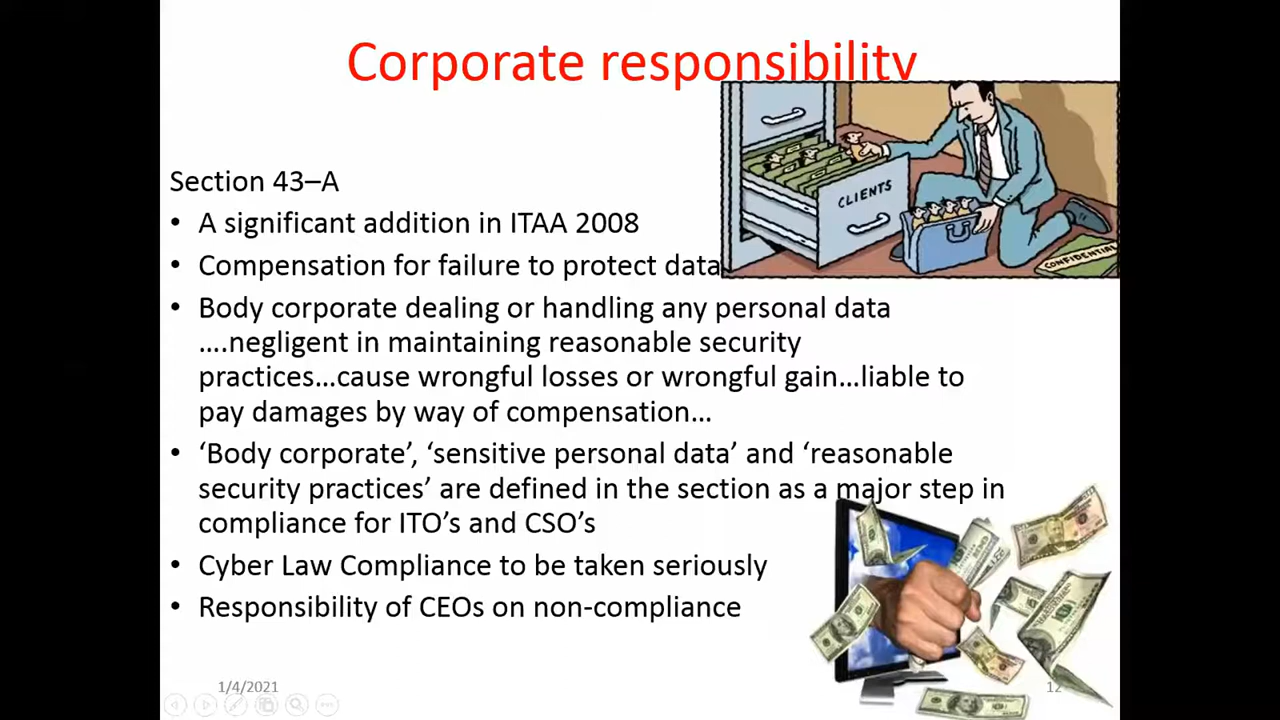 Corporate responsibility
CLIENTS
CONFIDENTIAL
Section 43–A
• A significant addition in ITAA 2008
• Compensation for failure to protect data
• Body corporate dealing or handling any personal data
….negligent in maintaining reasonable security
practices…cause wrongful losses or wrongful gain…liable to
pay damages by way of compensation…
• ‘Body corporate’, ‘sensitive personal data’ and ‘reasonable
security practices’ are defined in the section as a major step in
compliance for ITO’s and CSO’s
• Cyber Law Compliance to be taken seriously
• Responsibility of CEOs on non-compliance
1/4/2021
12